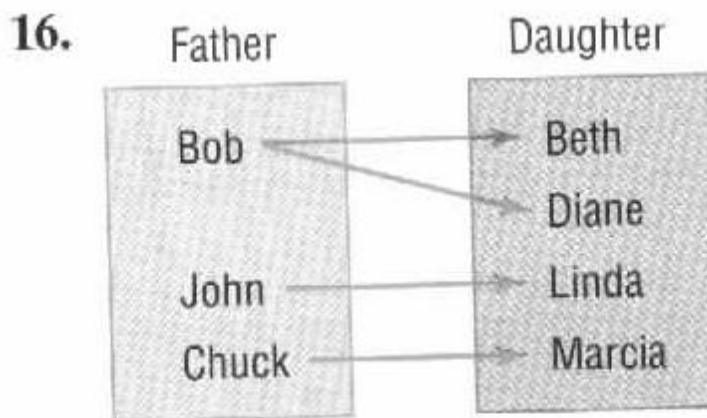 16.
Father Daughter
Bob Beth
Diane
John Linda
Chuck Marcia